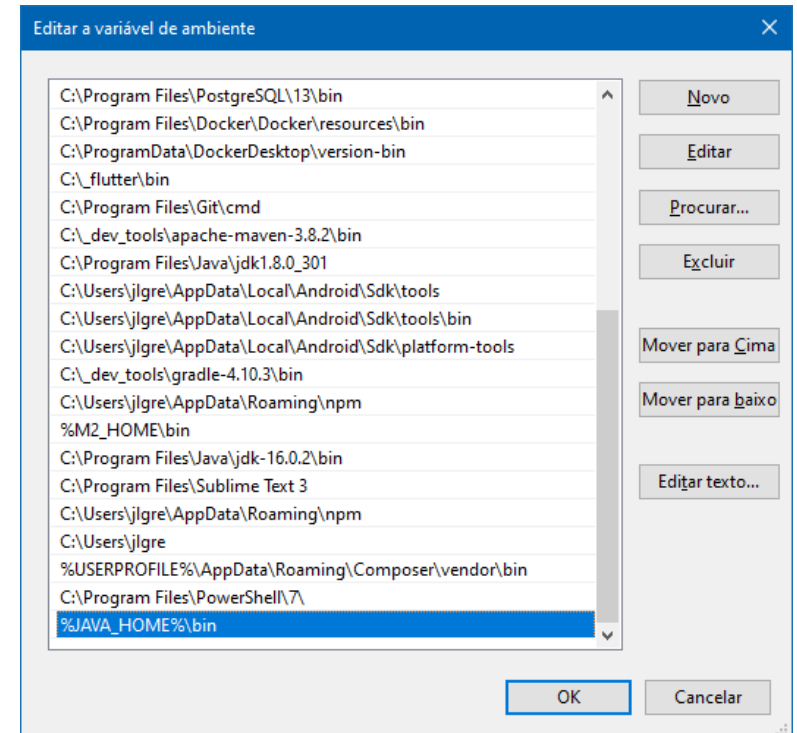 Editar a variável de ambiente
C:\Program Files\PostgreSQL\13\bin
C:\Program Files\Docker\Docker\resources\bin
C:\ProgramData\DockerDesktop\version-bin
C:\_flutter\bin
C:\Program Files\Git\cmd
C:\_dev_tools\apache-maven-3.8.2\bin
C:\Program Files\Java\jdk1.8.0_301
C:\Users\jlgre\AppData\Local\Android\Sdk\tools
C:\Users\jlgre\AppData\Local\Android\Sdk\tools\bin
C:\Users\jlgre\AppData\Local\Android\Sdk\platform-tools
C:\_dev_tools\gradle-4.10.3\bin
C:\Users\jlgre\AppData\Roaming\npm
%M2_HOME\bin
C:\Program Files\Java\jdk-16.0.2\bin
C:\Program Files\Sublime Text 3
C:\Users\jlgre\AppData\Roaming\npm
C:\Users\jlgre
%USERPROFILE%\AppData\Roaming\Composer\vendor\bin
C:\Program Files\PowerShell\7\
%JAVA_HOME%\bin
Novo
Editar
Procurar...
Excluir
Mover para Cima
Mover para baixo
Editar texto...
OK
Cancelar